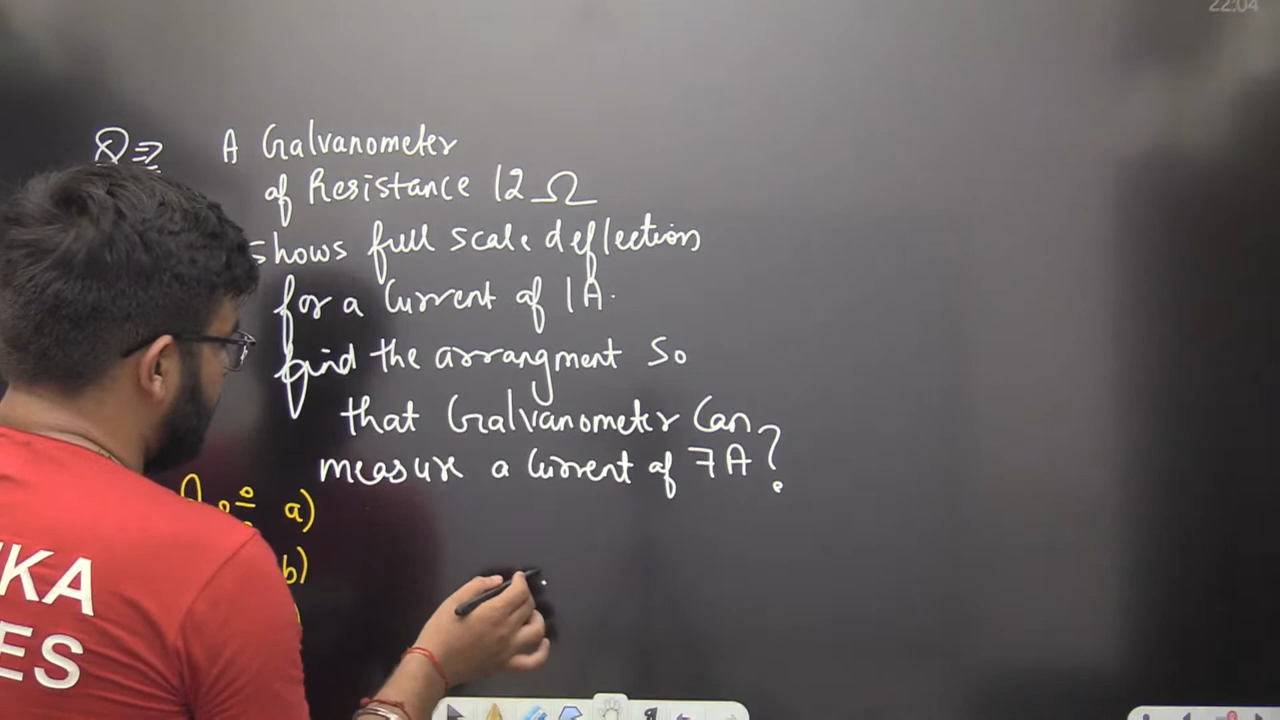 22:04
Q ⇒ A Galvanometer
of Resistance 12 Ω
shows full scale deflection
for a Current of 1A.
find the arrangment So
that Galvanometer Can
measure a Current of 7A?
a)
b)
KA
ES